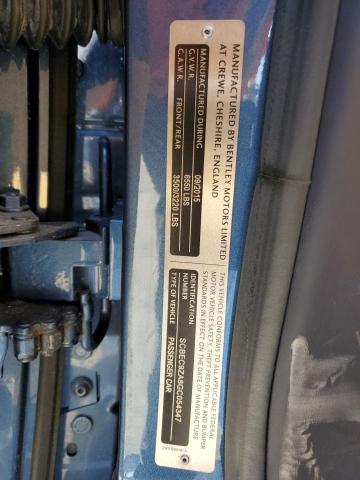 MANUFACTURED BY BENTLEY MOTORS LIMITED
AT CREWE, CHESHIRE, ENGLAND
MANUFACTURED DURING 09/2015
G.V.W.R. 6550 LBS
G.A.W.R. FRONT/REAR 3500/3220 LBS
THIS VEHICLE CONFORMS TO ALL APPLICABLE FEDERAL
MOTOR VEHICLE SAFETY, THEFT PREVENTION AND BUMPER
STANDARDS IN EFFECT ON THE DATE OF MANUFACTURE
IDENTIFICATION
NUMBER SCBEC9ZA8GC054347
TYPE OF VEHICLE PASSENGER CAR